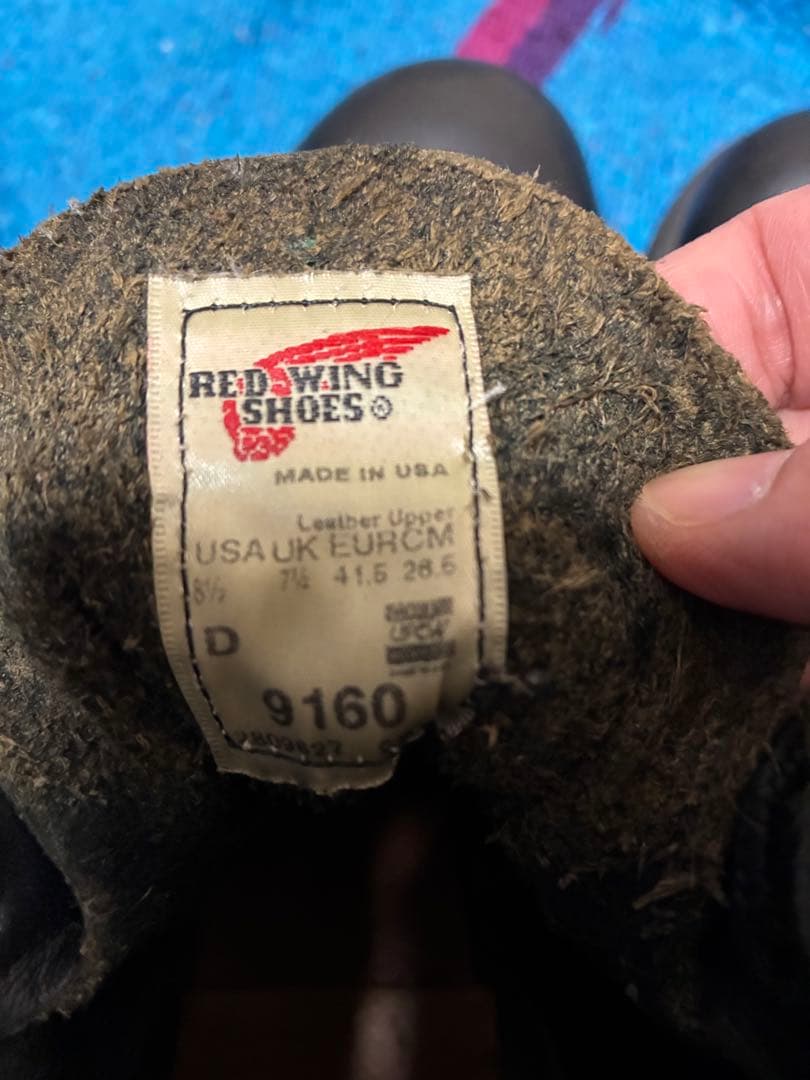 RED WING
SHOES®
MADE IN USA
Leather Upper
USA UK EUR CM
8½ 7½ 41.5 26.5
D
UFCW
9160